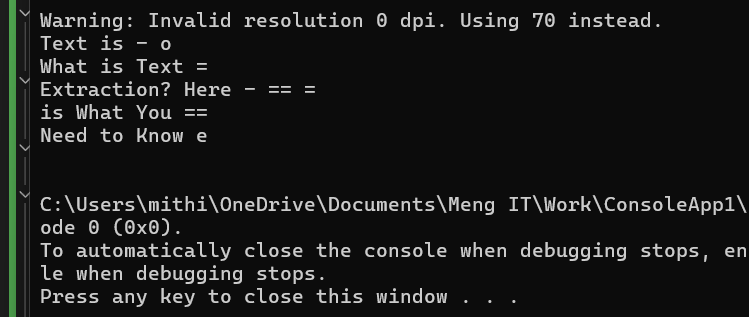 Warning: Invalid resolution 0 dpi. Using 70 instead.
Text is – o
What is Text =
Extraction? Here – == =
is What You ==
Need to Know e
C:\Users\mithi\OneDrive\Documents\Meng IT\Work\ConsoleApp1\
ode 0 (0x0).
To automatically close the console when debugging stops, en
le when debugging stops.
Press any key to close this window . . .